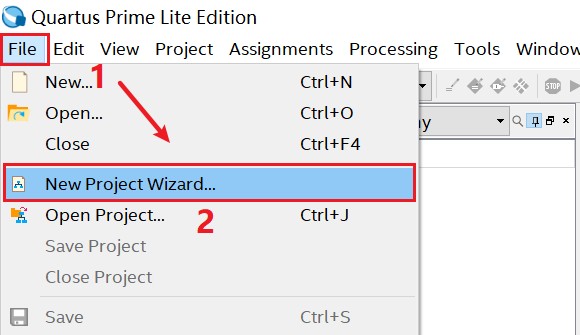 Quartus Prime Lite Edition
File Edit View Project Assignments Processing Tools Window
1
New... Ctrl+N
Open... Ctrl+O
Close Ctrl+F4
New Project Wizard...
Open Project... Ctrl+J
2
Save Project
Close Project
Save Ctrl+S